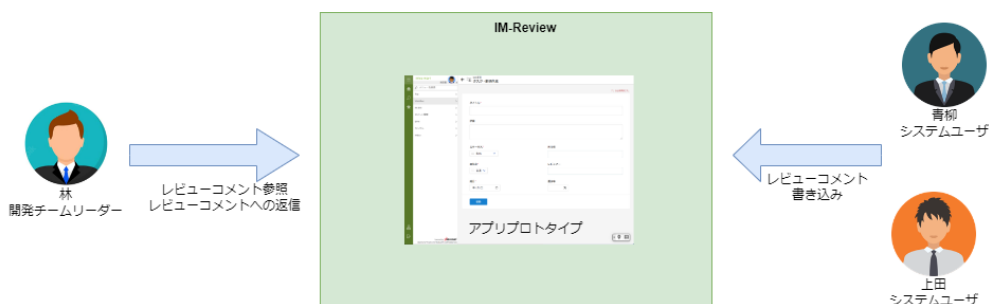 IM-Review
林
開発チームリーダー
レビューコメント参照
レビューコメントへの返信
アプリプロトタイプ
レビューコメント
書き込み
青柳
システムユーザ
上田
システムユーザ